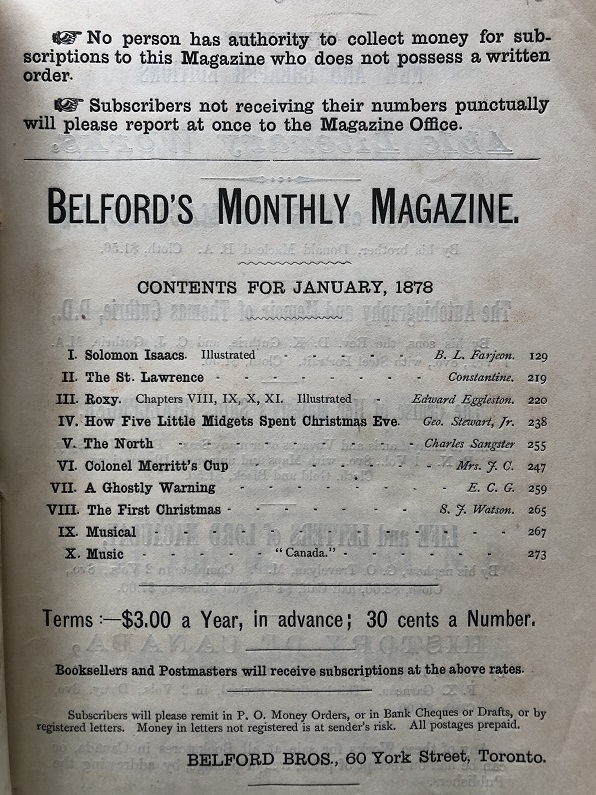 ☞ No person has authority to collect money for sub-
scriptions to this Magazine who does not possess a written
order.
☞ Subscribers not receiving their numbers punctually
will please report at once to the Magazine Office.
BELFORD'S MONTHLY MAGAZINE.
CONTENTS FOR JANUARY, 1878
I. Solomon Isaacs. Illustrated - - - - B. L. Farjeon. 129
II. The St. Lawrence - - - - - - Constantine. 219
III. Roxy. Chapters VIII, IX, X, XI. Illustrated - Edward Eggleston. 220
IV. How Five Little Midgets Spent Christmas Eve. Geo. Stewart, Jr. 238
V. The North - - - - - - Charles Sangster 255
VI. Colonel Merritt's Cup - - - - Mrs. J. C. 247
VII. A Ghostly Warning - - - - - E. C. G. 259
VIII. The First Christmas - - - - - S. J. Watson. 265
IX. Musical - - - - - - - - 267
X. Music - - - - "Canada." - - - - - 273
Terms :—$3.00 a Year, in advance; 30 cents a Number.
Booksellers and Postmasters will receive subscriptions at the above rates.
Subscribers will please remit in P. O. Money Orders, or in Bank Cheques or Drafts, or by
registered letters. Money in letters not registered is at sender's risk. All postages prepaid.
BELFORD BROS., 60 York Street, Toronto.